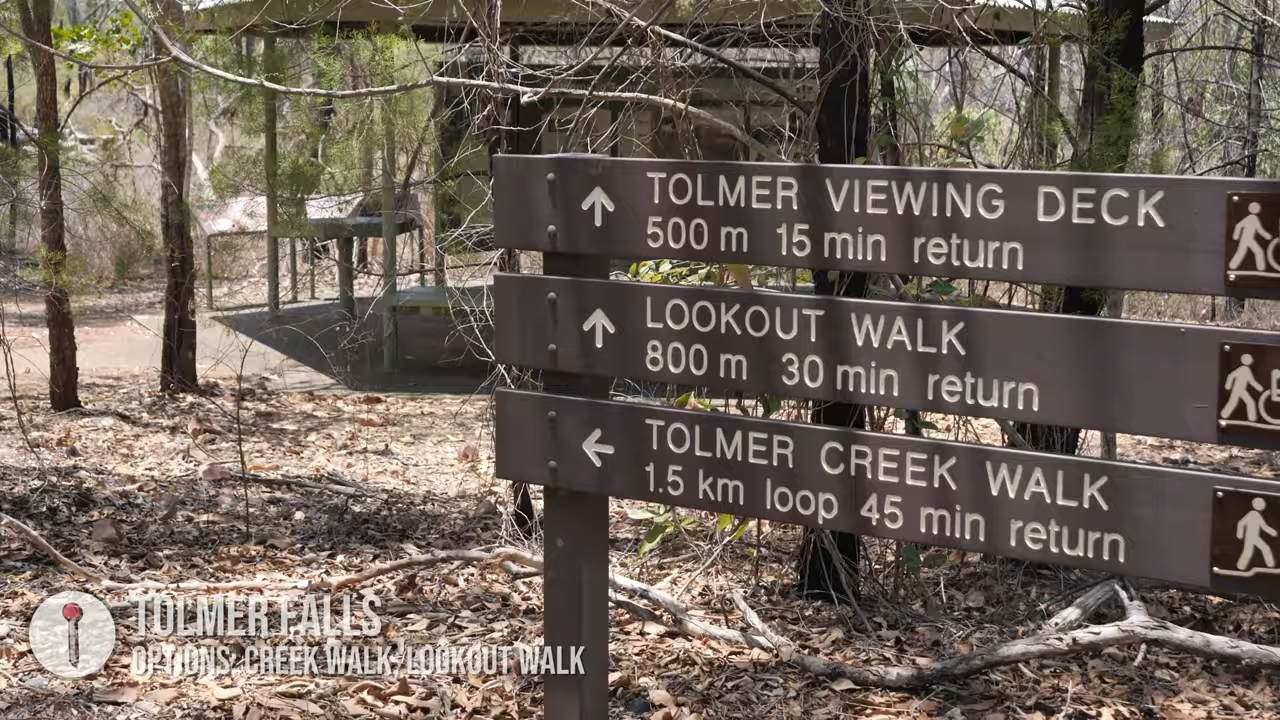 TOLMER VIEWING DECK
500 m 15 min return
LOOKOUT WALK
800 m 30 min return
TOLMER CREEK WALK
1.5 km loop 45 min return
TOLMER FALLS
OPTIONS: CREEK WALK, LOOKOUT WALK